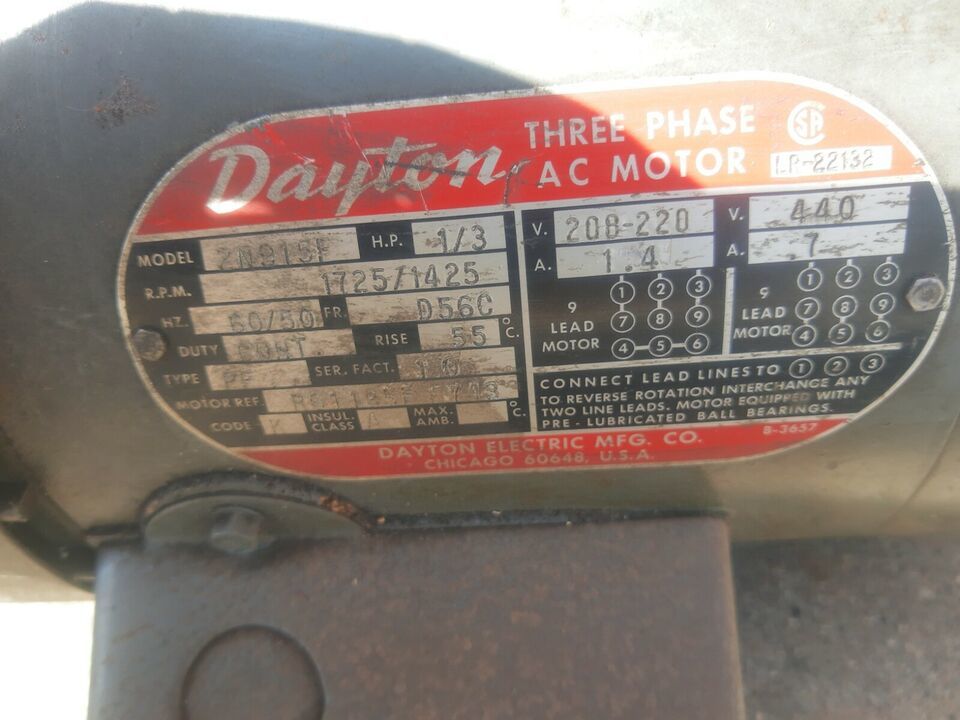 Dayton THREE PHASE AC MOTOR
SA
LR-22132
MODEL 2N915F H.P. 1/3
R.P.M. 1725/1425
HZ. 60/50 FR. D56C
DUTY CONT RISE 55 °C.
TYPE SER. FACT. 1.0
MOTOR REF.
CODE K INSUL. CLASS A MAX. AMB. °C.
V. 208-220 V. 440
A. 1.4 A. 7
9 LEAD MOTOR
1 2 3
7 8 9
4 5 6
9 LEAD MOTOR
1 2 3
7 8 9
4 5 6
CONNECT LEAD LINES TO 1 2 3
TO REVERSE ROTATION INTERCHANGE ANY
TWO LINE LEADS. MOTOR EQUIPPED WITH
PRE-LUBRICATED BALL BEARINGS.
DAYTON ELECTRIC MFG. CO. B-3657
CHICAGO 60648, U.S.A.